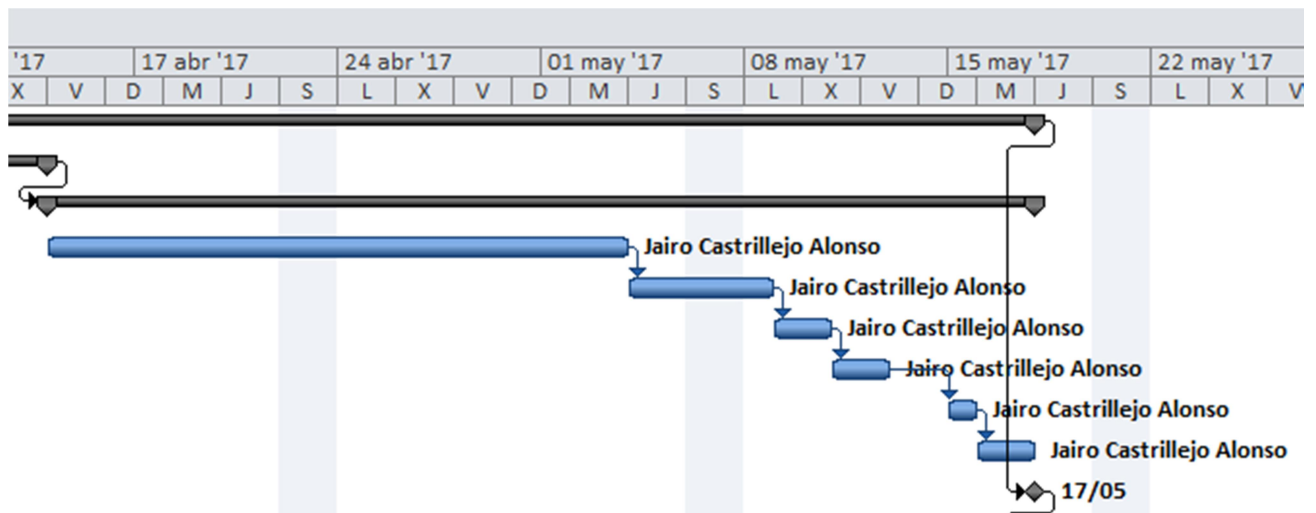 '17 17 abr '17 24 abr '17 01 may '17 08 may '17 15 may '17 22 may '17
X V D M J S L X V D M J S L X V D M J S L X V
Jairo Castrillejo Alonso
Jairo Castrillejo Alonso
Jairo Castrillejo Alonso
Jairo Castrillejo Alonso
Jairo Castrillejo Alonso
Jairo Castrillejo Alonso
17/05